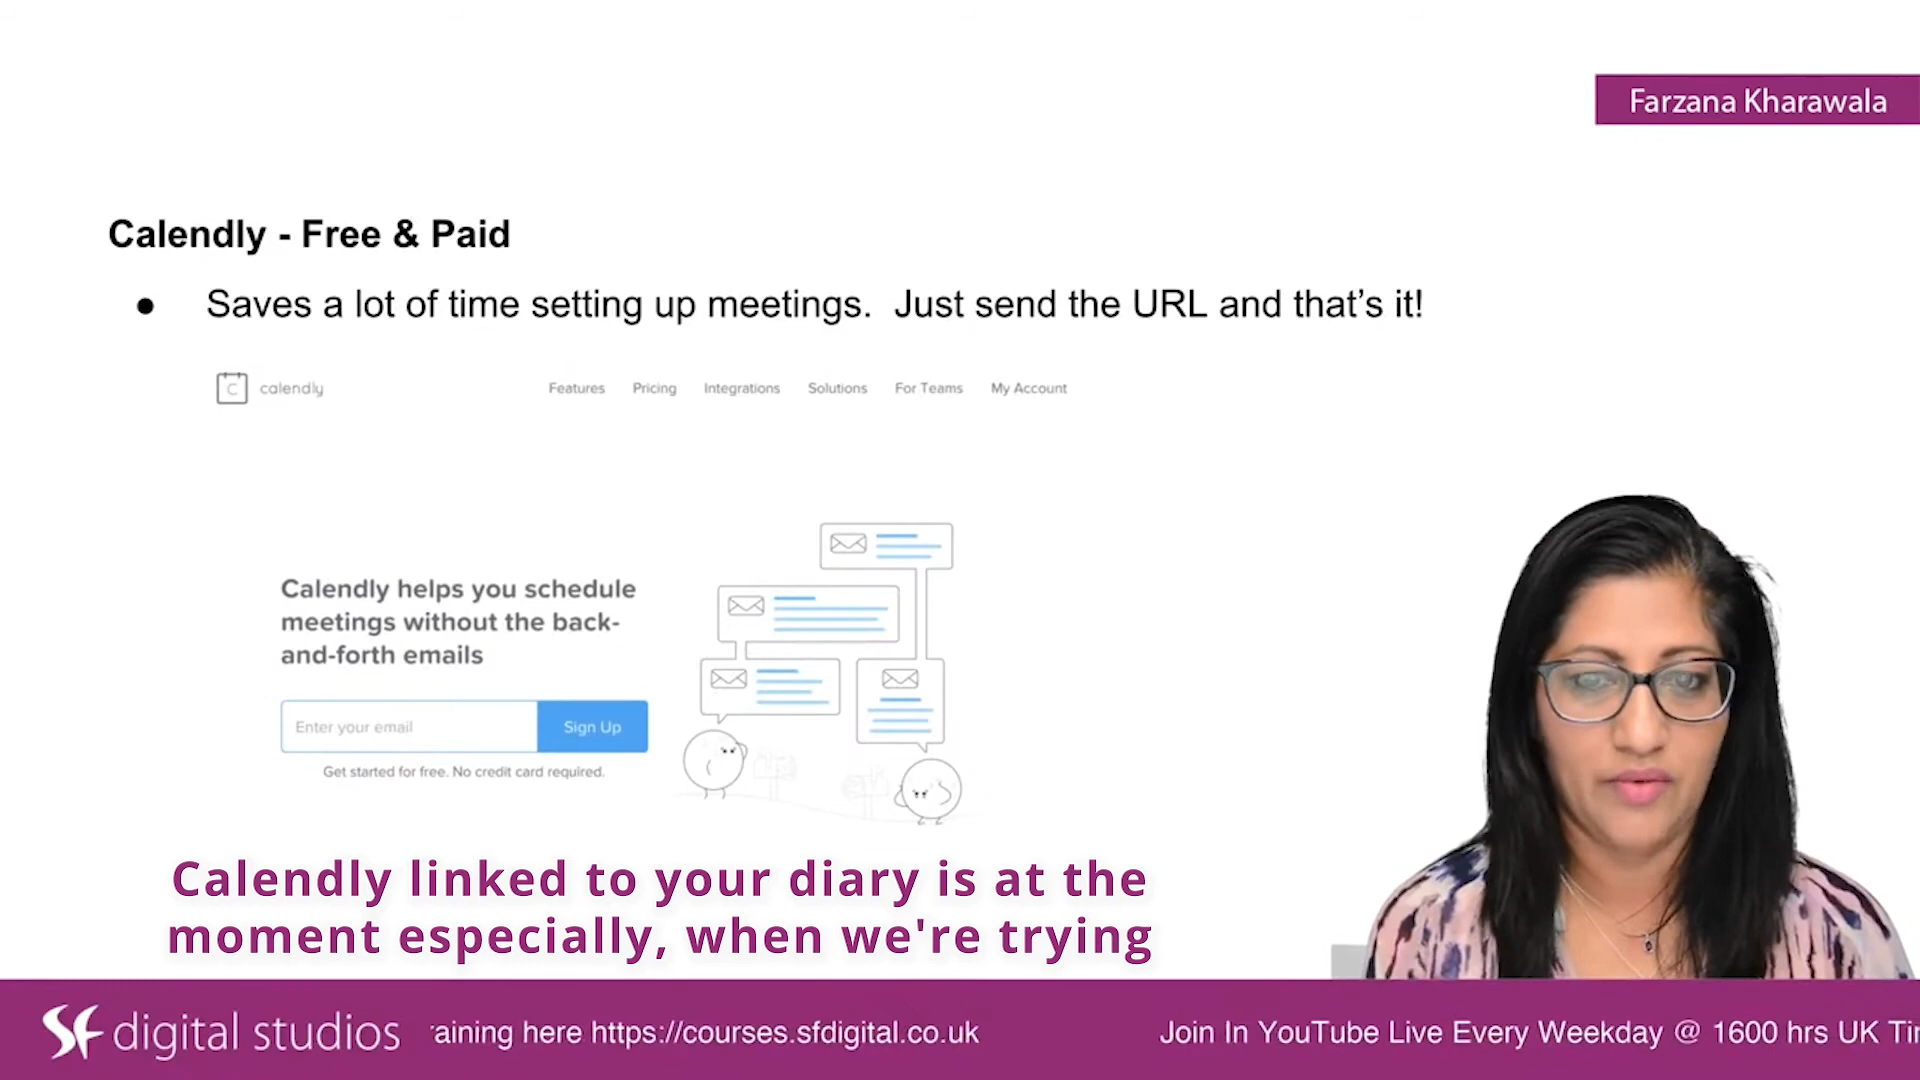 Farzana Kharawala
Calendly - Free & Paid
● Saves a lot of time setting up meetings. Just send the URL and that's it!
C calendly Features Pricing Integrations Solutions For Teams My Account
Calendly helps you schedule
meetings without the back-
and-forth emails
Enter your email Sign Up
Get started for free. No credit card required.
Calendly linked to your diary is at the
moment especially, when we're trying
SF digital studios raining here https://courses.sfdigital.co.uk Join In YouTube Live Every Weekday @ 1600 hrs UK Tir